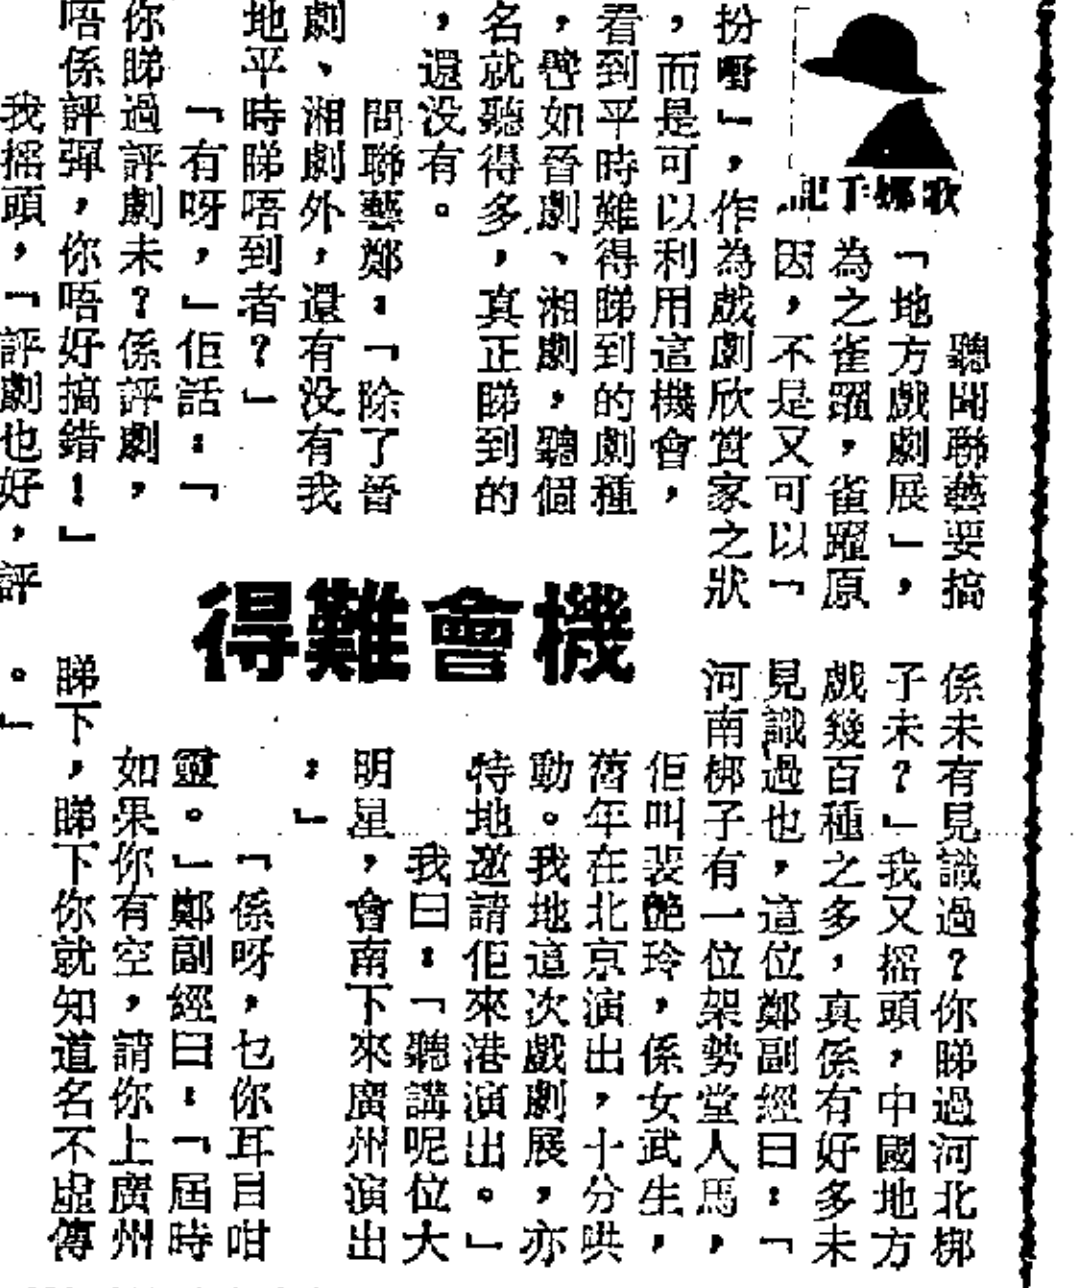 歌娜手記
機會難得
聽聞聯藝要搞
「地方戲劇展」,
為之雀躍,雀躍原
因,不是又可以「
扮嘢」,作為戲劇欣賞家之狀
,而是可以利用這機會,
看到平時難得睇到的劇種
,譬如晉劇、湘劇,聽個
名就聽得多,真正睇到的
,還没有。
問聯藝鄭:「除了晉
劇、湘劇外,還有没有我
地平時睇唔到者?」
「有呀,」佢話:「
你睇過評劇未?係評劇,
唔係評彈,你唔好搞錯!」
我搖頭,「評劇也好,評
係未有見識過?你睇過河北梆
子未?」我又搖頭,中國地方
戲幾百種之多,真係有好多未
見識過也,這位鄭副經曰:「
河南梆子有一位架勢堂人馬,
佢叫裴艷玲,係女武生,
舊年在北京演出,十分哄
動。我地這次戲劇展,亦
特地邀請佢來港演出。」
我曰:「聽講呢位大
明星,會南下來廣州演出
:」
「係呀,乜你耳目咁
靈。」鄭副經曰:「屆時
如果你有空,請你上廣州
睇下,睇下你就知道名不虛傳
。」